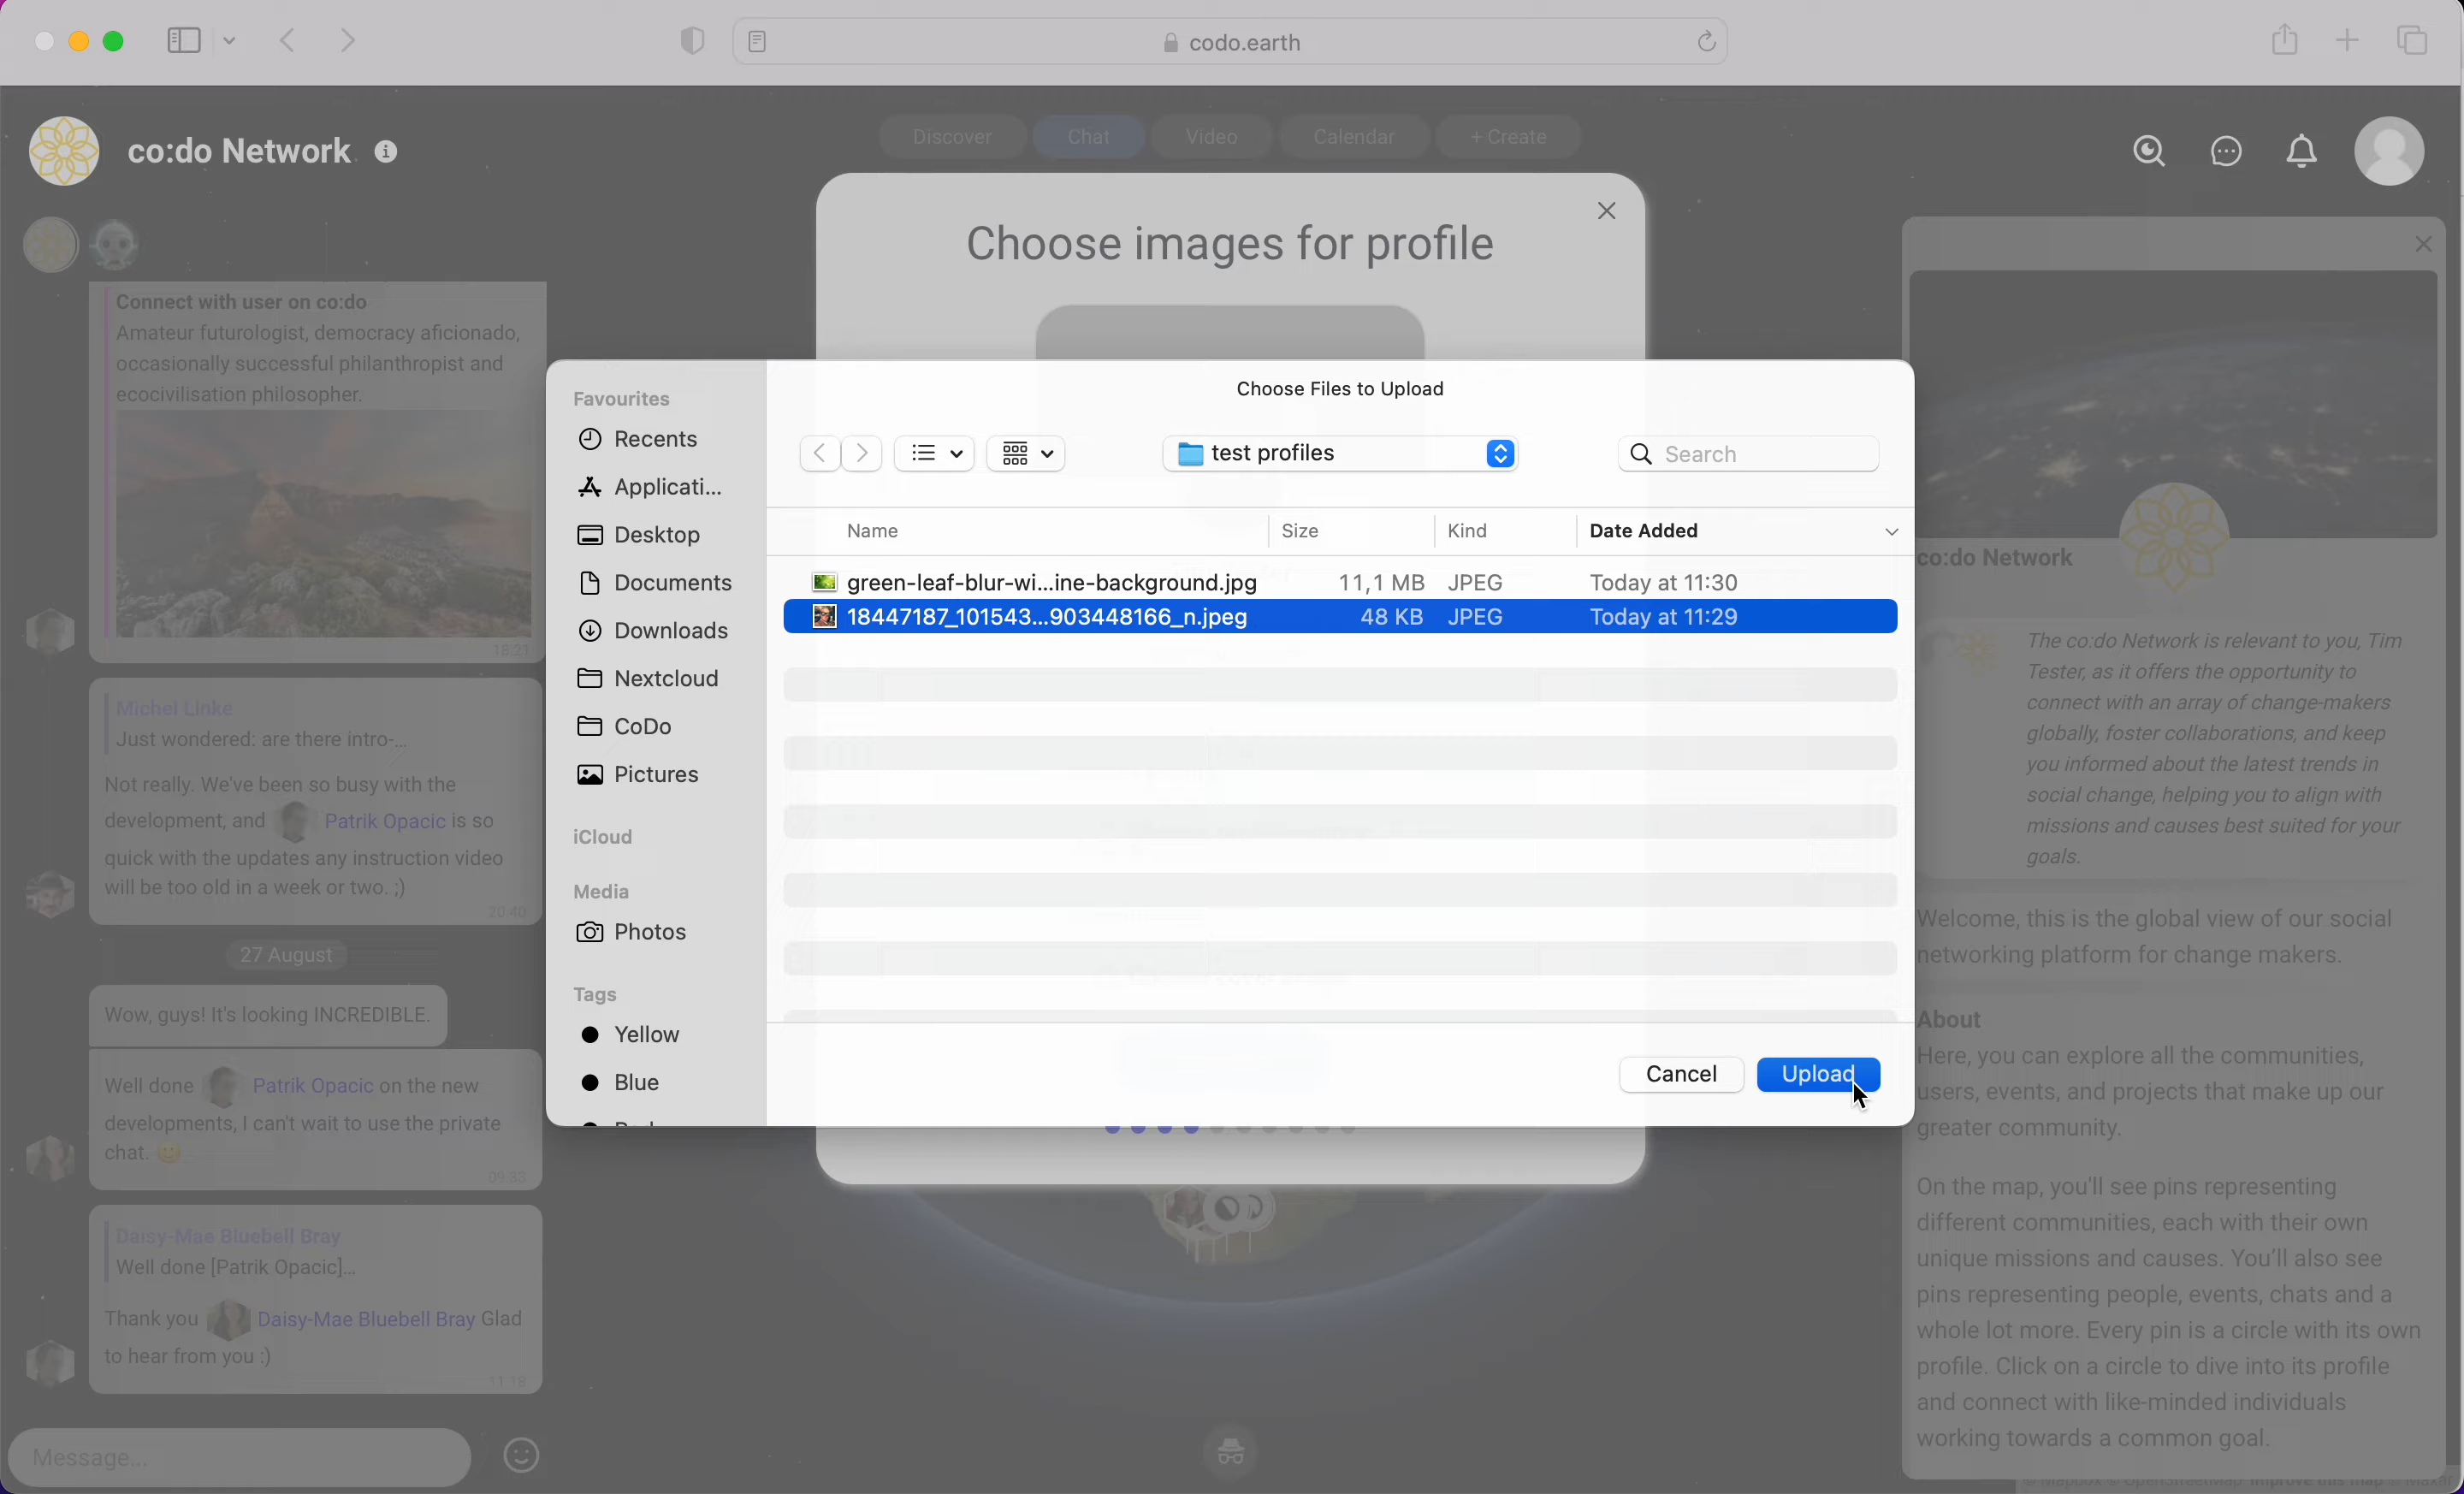 codo.earth
co:do Network
Discover
Chat
Video
Calendar
+ Create
Choose images for profile
Connect with user on co:do
Amateur futurologist, democracy aficionado,
occasionally successful philanthropist and
ecocivilisation philosopher.
18:21
Michel Linke
Just wondered: are there intro-...
Not really. We've been so busy with the
development, and Patrik Opacic is so
quick with the updates any instruction video
will be too old in a week or two. ;)
20:40
27 August
Wow, guys! It's looking INCREDIBLE.
Well done Patrik Opacic on the new
developments, I can't wait to use the private
chat. 🙂
09:33
Daisy-Mae Bluebell Bray
Well done [Patrik Opacic]...
Thank you Daisy-Mae Bluebell Bray Glad
to hear from you :)
11:18
Message...
Favourites
Recents
Applicati...
Desktop
Documents
Downloads
Nextcloud
CoDo
Pictures
iCloud
Media
Photos
Tags
Yellow
Blue
Choose Files to Upload
test profiles
Search
Name Size Kind Date Added
green-leaf-blur-wi...ine-background.jpg 11,1 MB JPEG Today at 11:30
18447187_101543...903448166_n.jpeg 48 KB JPEG Today at 11:29
Cancel
Upload
co:do Network
The co:do Network is relevant to you, Tim
Tester, as it offers the opportunity to
connect with an array of change-makers
globally, foster collaborations, and keep
you informed about the latest trends in
social change, helping you to align with
missions and causes best suited for your
goals.
Welcome, this is the global view of our social
networking platform for change makers.
About
Here, you can explore all the communities,
users, events, and projects that make up our
greater community.
On the map, you'll see pins representing
different communities, each with their own
unique missions and causes. You'll also see
pins representing people, events, chats and a
whole lot more. Every pin is a circle with its own
profile. Click on a circle to dive into its profile
and connect with like-minded individuals
working towards a common goal.
© Mapbox © OpenStreetMap Improve this map © Maxar